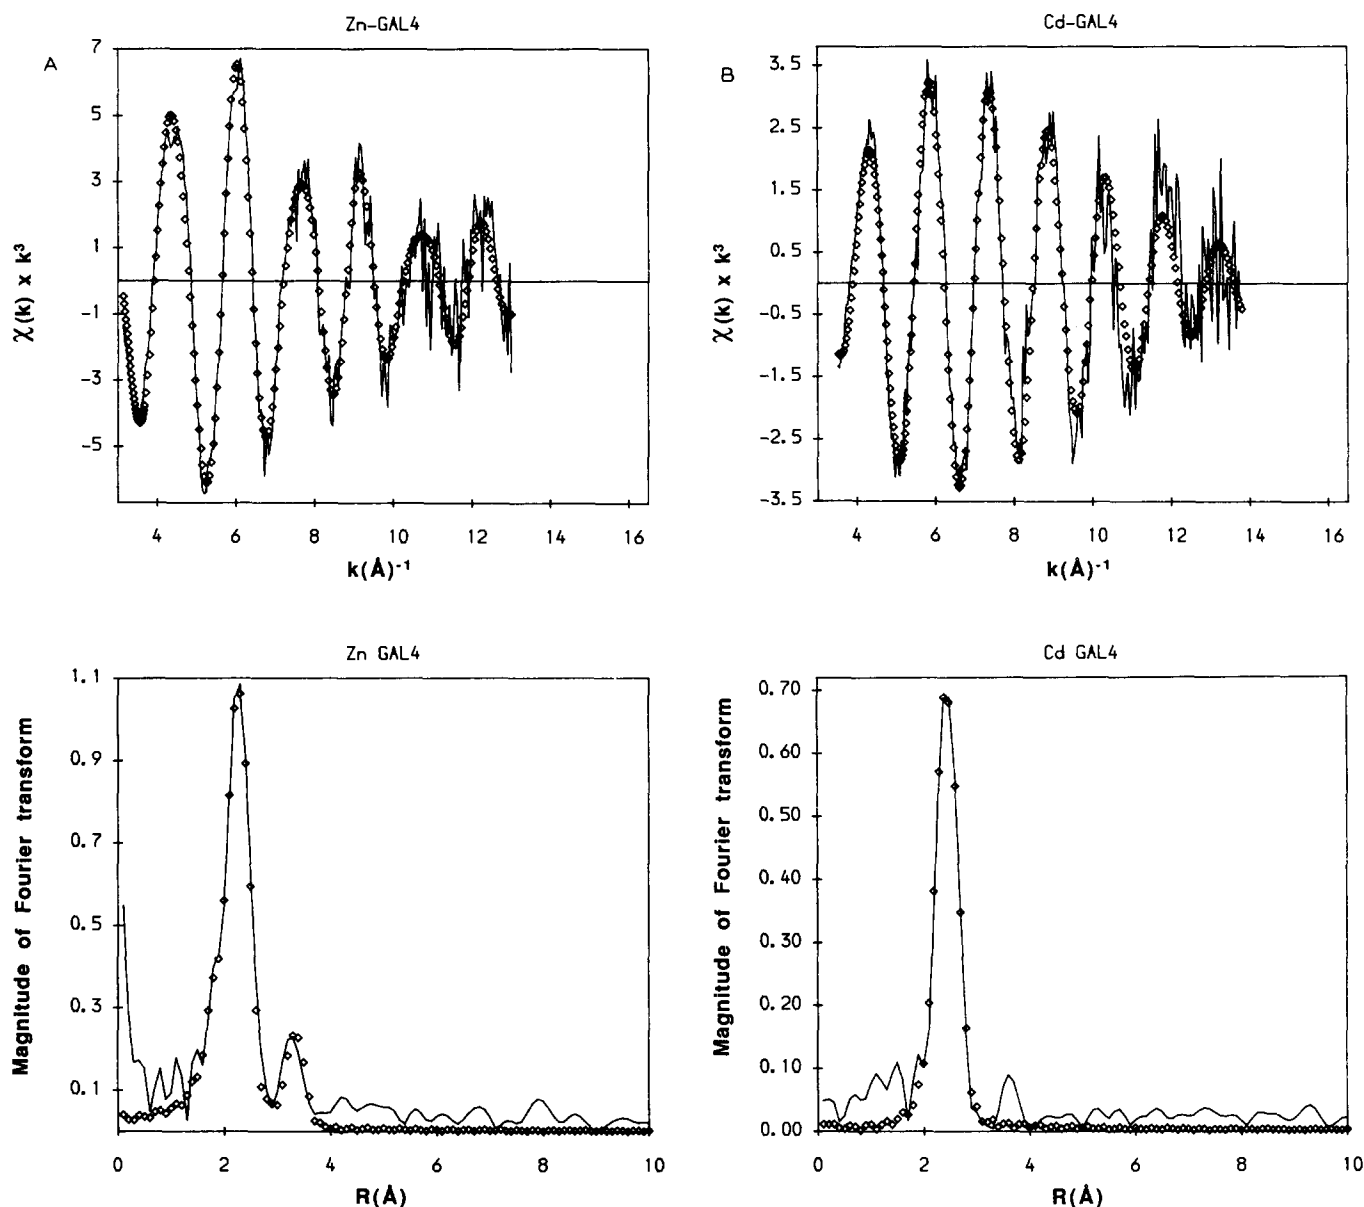 Zn-GAL4
A
7
5
3
1
-1
-3
-5
χ(k) x k³
4 6 8 10 12 14 16
k(Å)⁻¹
Cd-GAL4
B
3.5
2.5
1.5
0.5
-0.5
-1.5
-2.5
-3.5
χ(k) x k³
4 6 8 10 12 14 16
k(Å)⁻¹
Zn GAL4
1.1
0.9
0.7
0.5
0.3
0.1
Magnitude of Fourier transform
0 2 4 6 8 10
R(Å)
Cd GAL4
0.70
0.60
0.50
0.40
0.30
0.20
0.10
0.00
Magnitude of Fourier transform
0 2 4 6 8 10
R(Å)